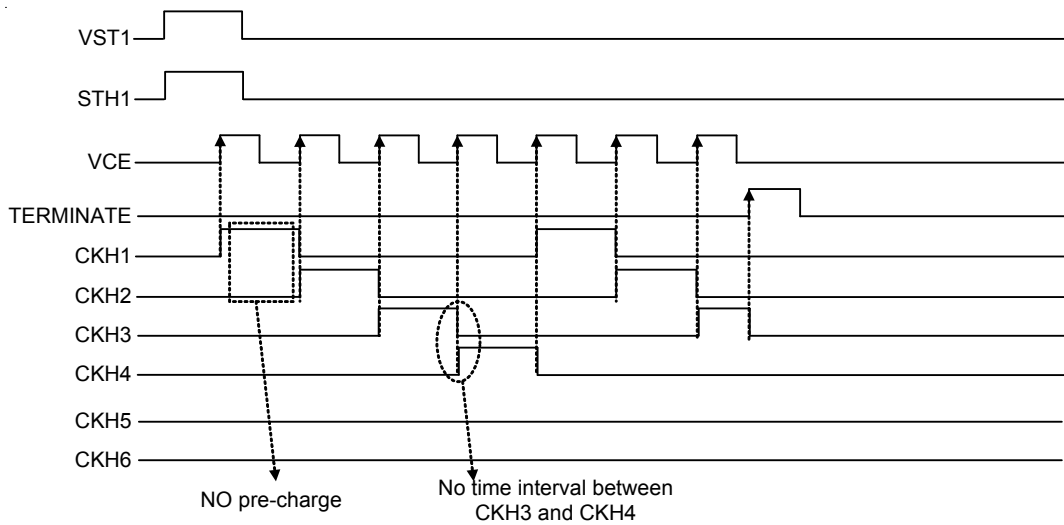 VST1
STH1
VCE
TERMINATE
CKH1
CKH2
CKH3
CKH4
CKH5
CKH6
NO pre-charge
No time interval between
CKH3 and CKH4